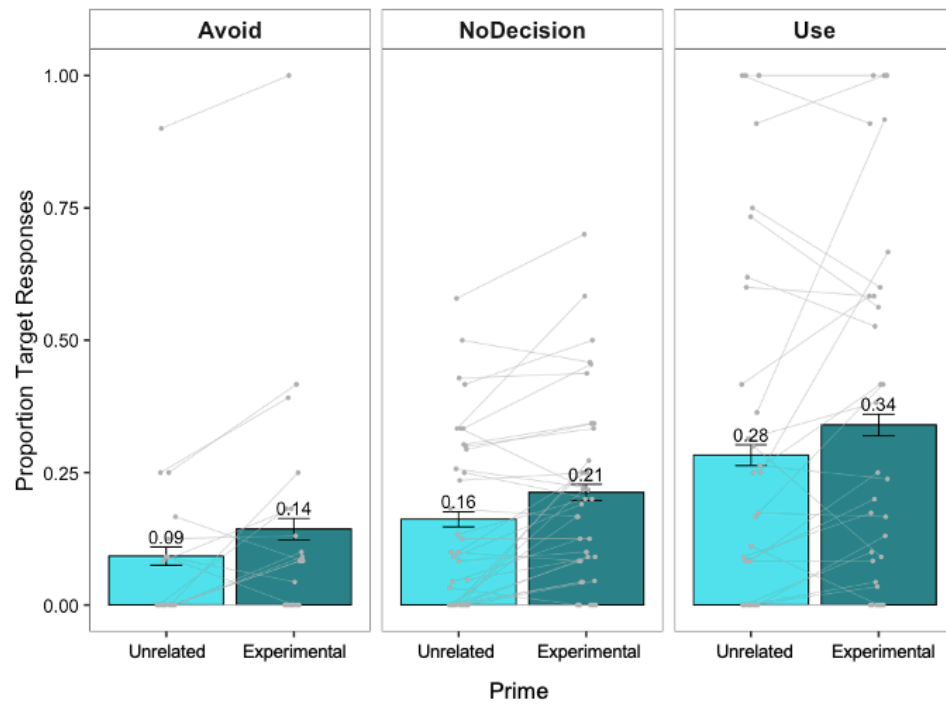 Avoid NoDecision Use
Proportion Target Responses
1.00
0.75
0.50
0.25
0.00
0.09 0.14 0.16 0.21 0.28 0.34
Unrelated Experimental Unrelated Experimental Unrelated Experimental
Prime